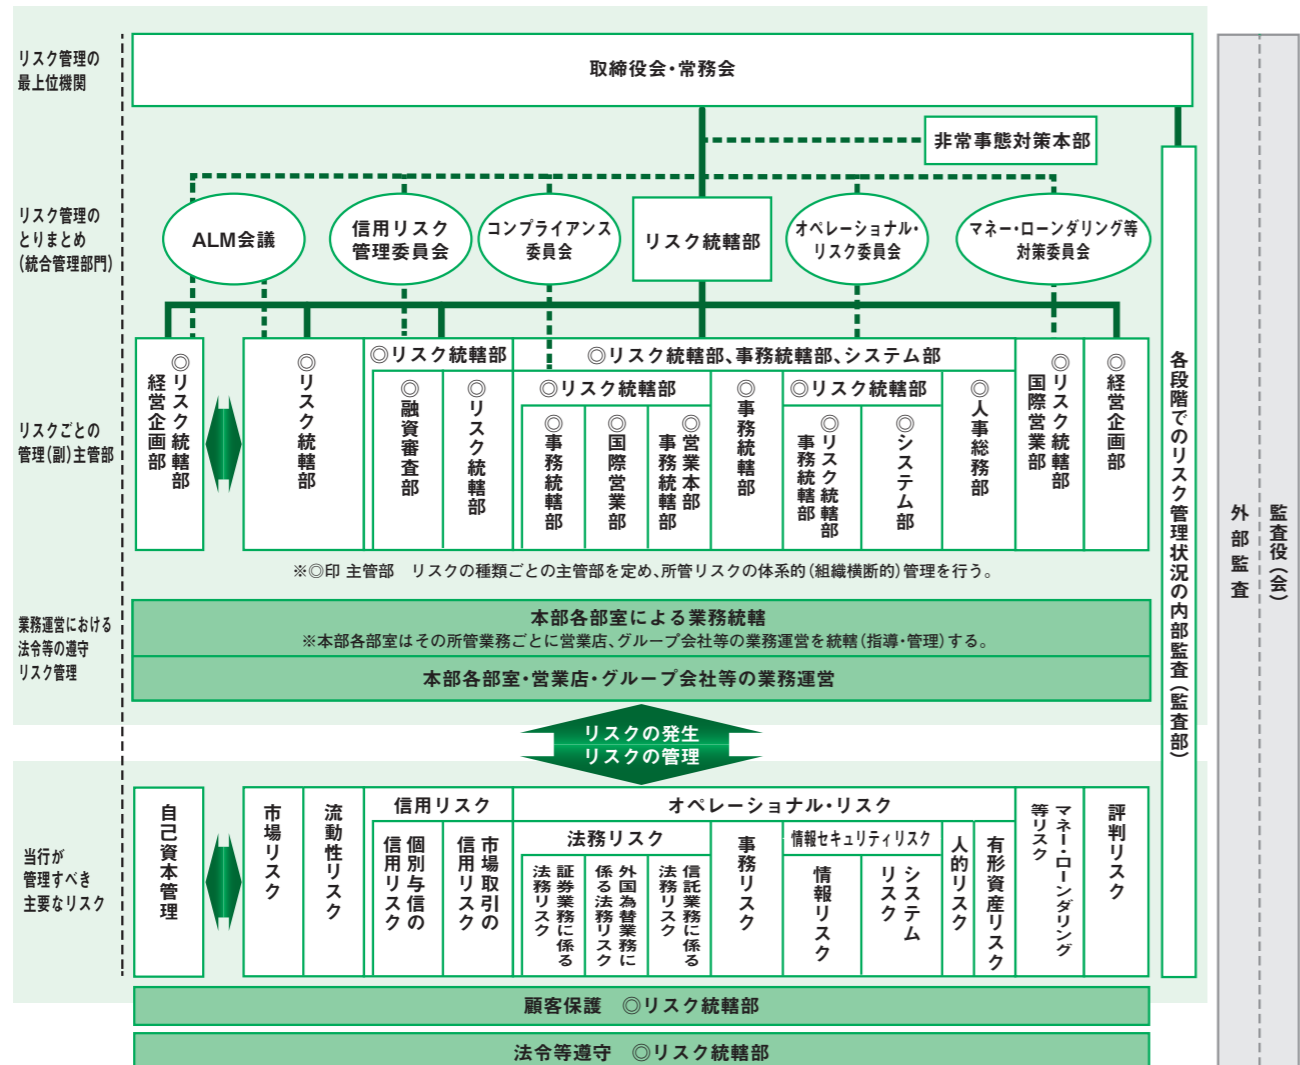 リスク管理の
最上位機関
取締役会・常務会
非常事態対策本部
リスク管理の
とりまとめ
(統合管理部門)
ALM会議
信用リスク
管理委員会
コンプライアンス
委員会
リスク統轄部
オペレーショナル・
リスク委員会
マネー・ローンダリング等
対策委員会
リスクごとの
管理(副)主管部
◎リスク統轄部
経営企画部
◎リスク統轄部
◎リスク統轄部
◎融資審査部
◎リスク統轄部
◎リスク統轄部、事務統轄部、システム部
◎リスク統轄部
◎事務統轄部
◎国際営業部
◎営業本部
事務統轄部
◎事務統轄部
◎リスク統轄部
◎リスク統轄部
事務統轄部
◎システム部
◎人事総務部
◎リスク統轄部
国際営業部
◎経営企画部
※◎印 主管部　リスクの種類ごとの主管部を定め、所管リスクの体系的(組織横断的)管理を行う。
業務運営における
法令等の遵守
リスク管理
本部各部室による業務統轄
※本部各部室はその所管業務ごとに営業店、グループ会社等の業務運営を統轄(指導・管理)する。
本部各部室・営業店・グループ会社等の業務運営
リスクの発生
リスクの管理
当行が
管理すべき
主要なリスク
自己資本管理
市場リスク
流動性リスク
信用リスク
個別与信の
信用リスク
市場取引の
信用リスク
オペレーショナル・リスク
法務リスク
証券業務に係る
法務リスク
外国為替業務に
係る法務リスク
信託業務に係る
法務リスク
事務リスク
情報セキュリティリスク
情報リスク
システム
リスク
人的リスク
有形資産リスク
マネー・ローンダリング
等リスク
評判リスク
顧客保護　◎リスク統轄部
法令等遵守　◎リスク統轄部
各段階でのリスク管理状況の内部監査(監査部)
外部監査
監査役(会)